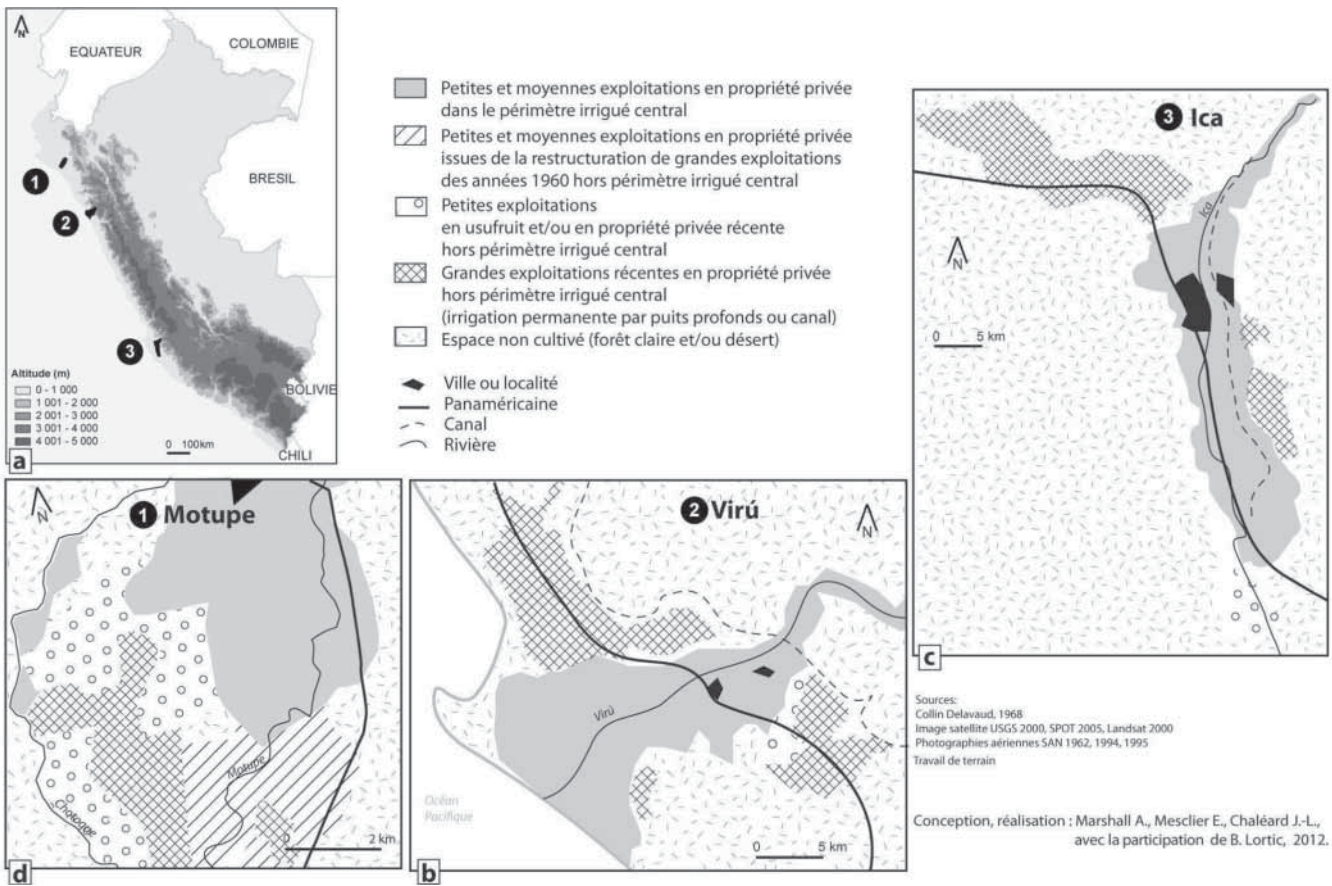 N
EQUATEUR
COLOMBIE
BRESIL
BOLIVIE
CHILI
1
2
3
Altitude (m)
0 - 1 000
1 001 - 2 000
2 001 - 3 000
3 001 - 4 000
4 001 - 5 000
0 100 km
a
Petites et moyennes exploitations en propriété privée
dans le périmètre irrigué central
Petites et moyennes exploitations en propriété privée
issues de la restructuration de grandes exploitations
des années 1960 hors périmètre irrigué central
Petites exploitations
en usufruit et/ou en propriété privée récente
hors périmètre irrigué central
Grandes exploitations récentes en propriété privée
hors périmètre irrigué central
(irrigation permanente par puits profonds ou canal)
Espace non cultivé (forêt claire et/ou désert)
Ville ou localité
Panaméricaine
Canal
Rivière
3 Ica
Ica
N
0 5 km
c
N
1 Motupe
Motupe
0 2 km
d
2 Virú
N
Virú
Océan
Pacifique
0 5 km
b
Sources:
Collin Delavaud, 1968
Image satellite USGS 2000, SPOT 2005, Landsat 2000
Photographies aériennes SAN 1962, 1994, 1995
Travail de terrain
Conception, réalisation : Marshall A., Mesclier E., Chaléard J.-L.,
avec la participation de B. Lortic, 2012.